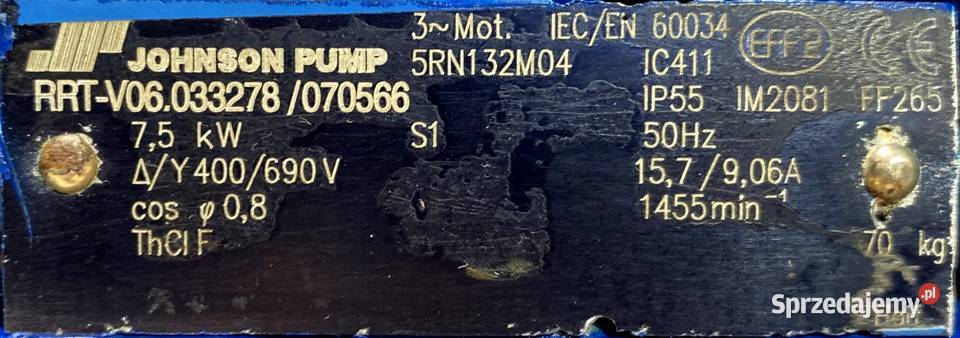 3~Mot. IEC/EN 60034 EFF2 CE
JOHNSON PUMP 5RN132M04 IC411
RRT-V06.033278/070566 IP55 IM2081 FF265
7,5 kW S1 50Hz
Δ/Y 400/690 V 15,7/9,06A
cos φ 0,8 1455min⁻¹
ThCl F 70 kg
Sprzedajemy.pl